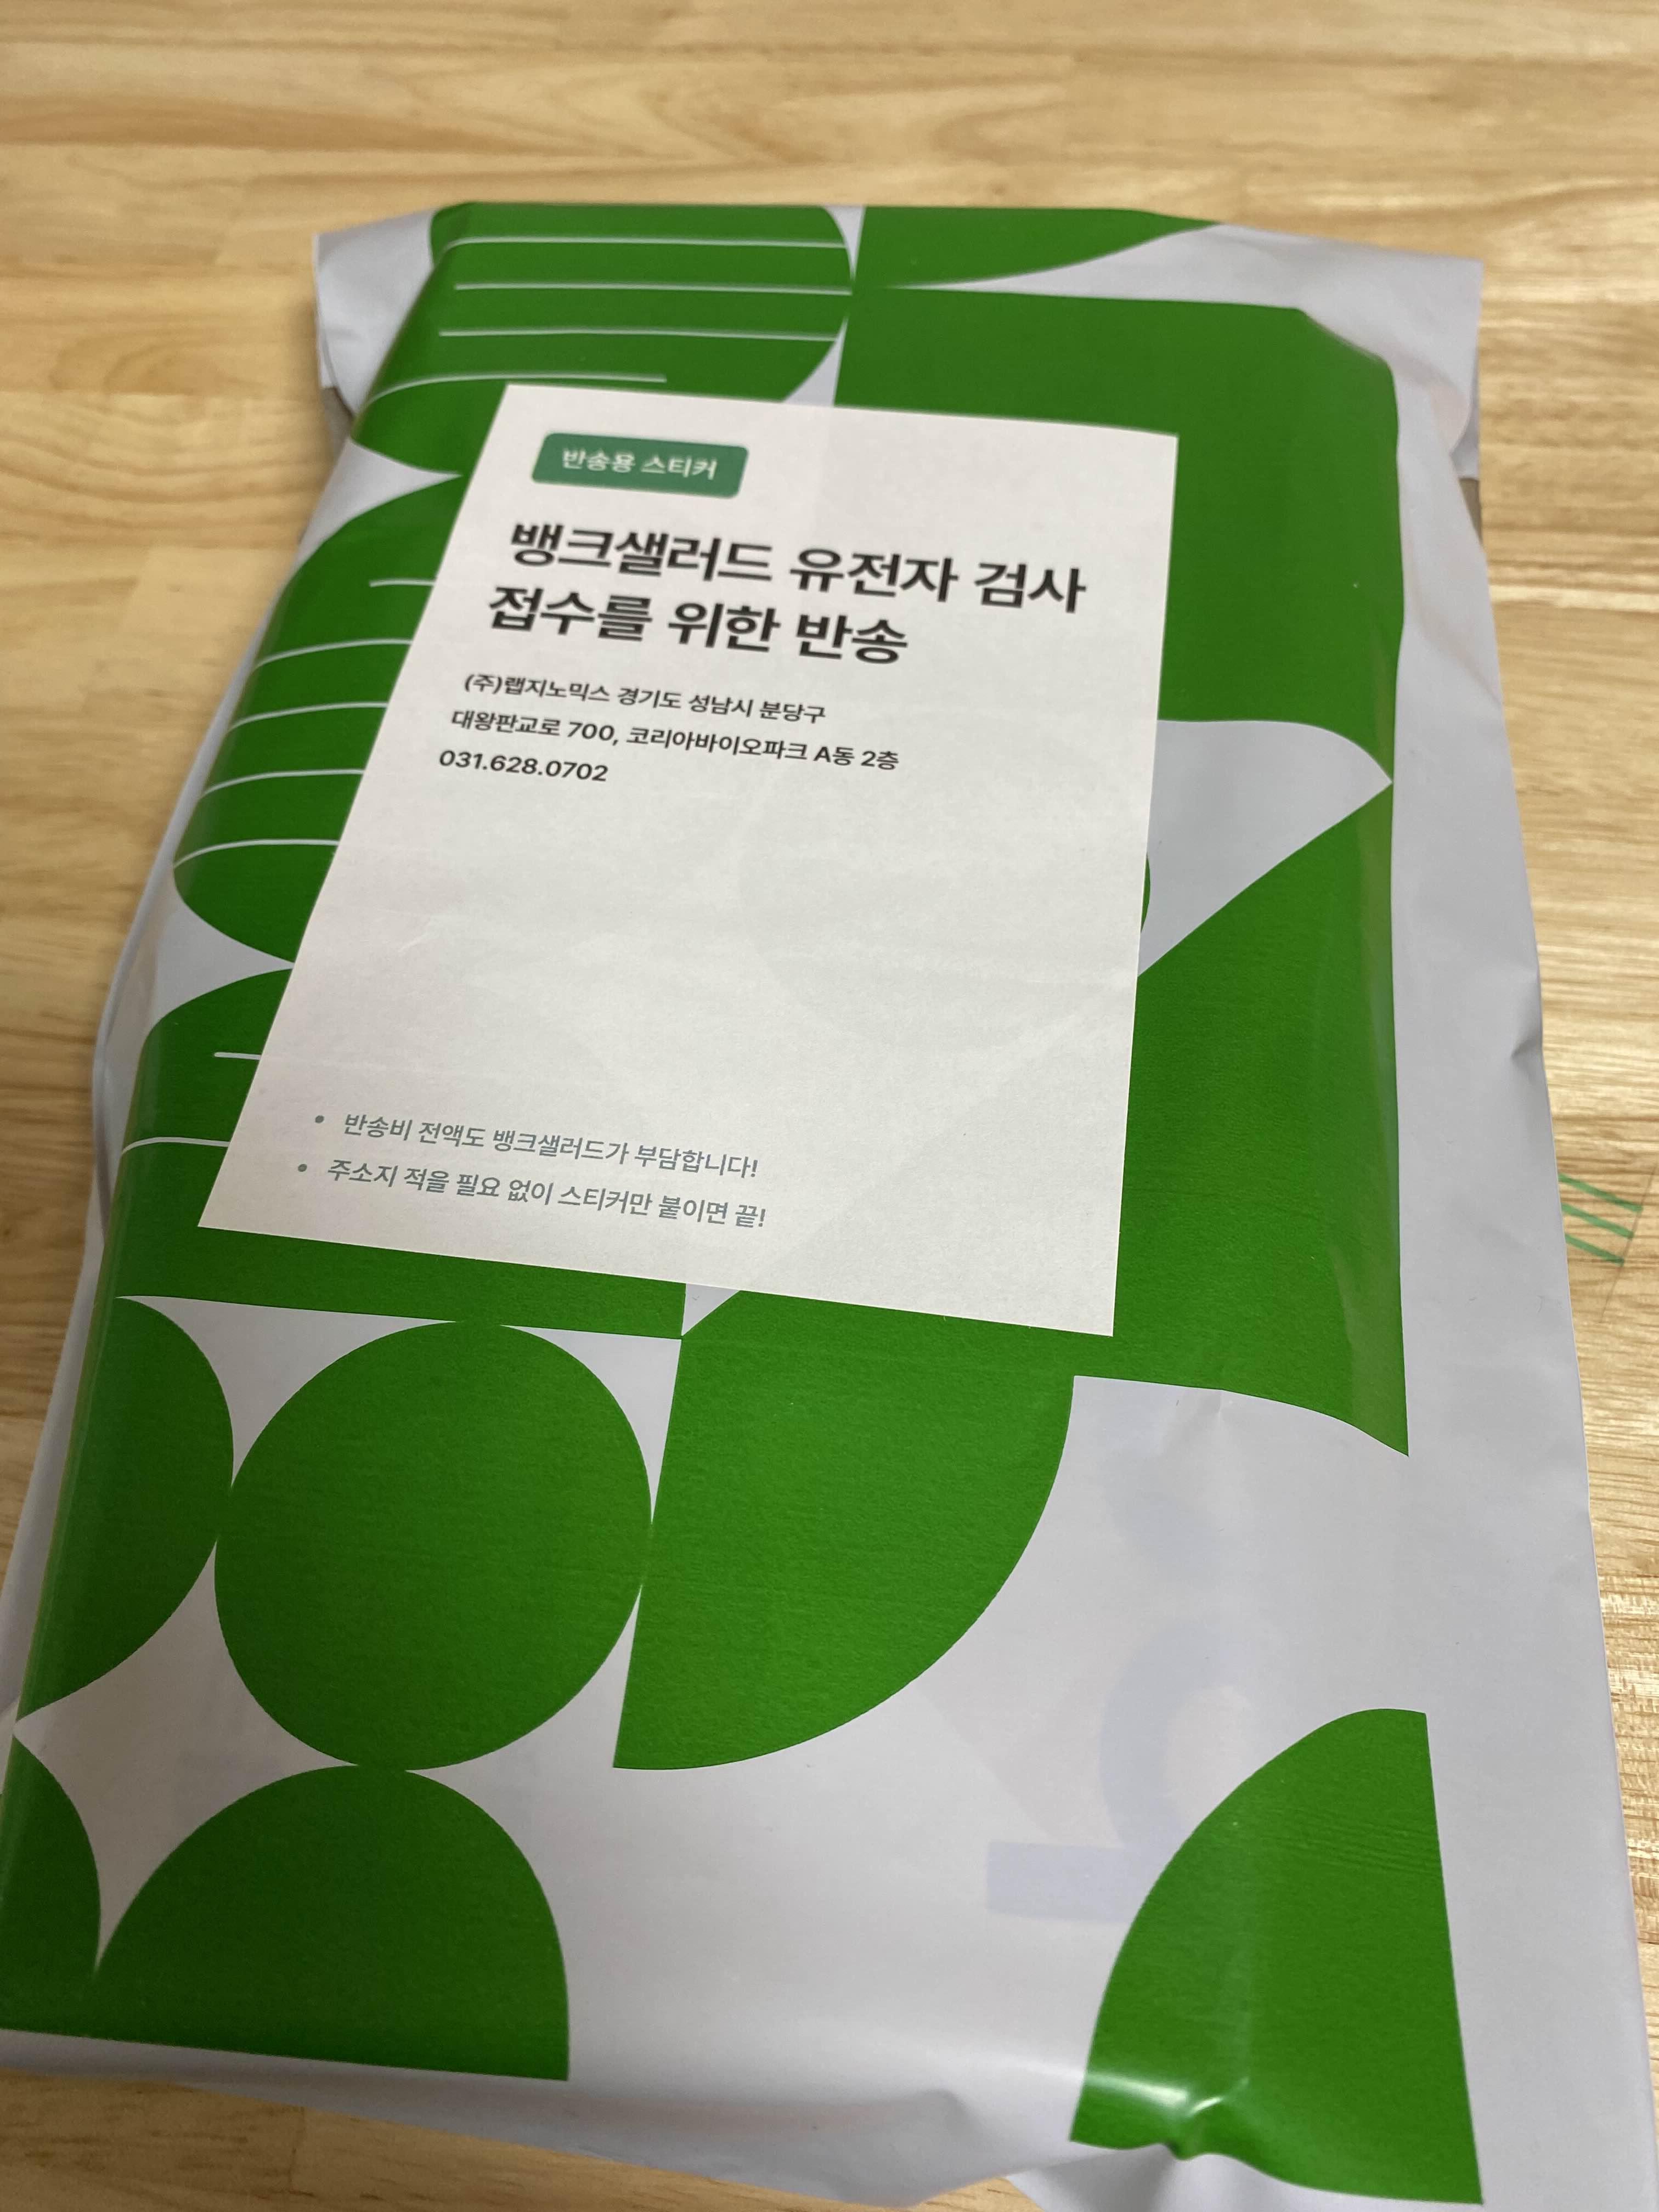 반송용 스티커
뱅크샐러드 유전자 검사
접수를 위한 반송
(주)랩지노믹스 경기도 성남시 분당구
대왕판교로 700, 코리아바이오파크 A동 2층
031.628.0702
• 반송비 전액도 뱅크샐러드가 부담합니다!
• 주소지 적을 필요 없이 스티커만 붙이면 끝!